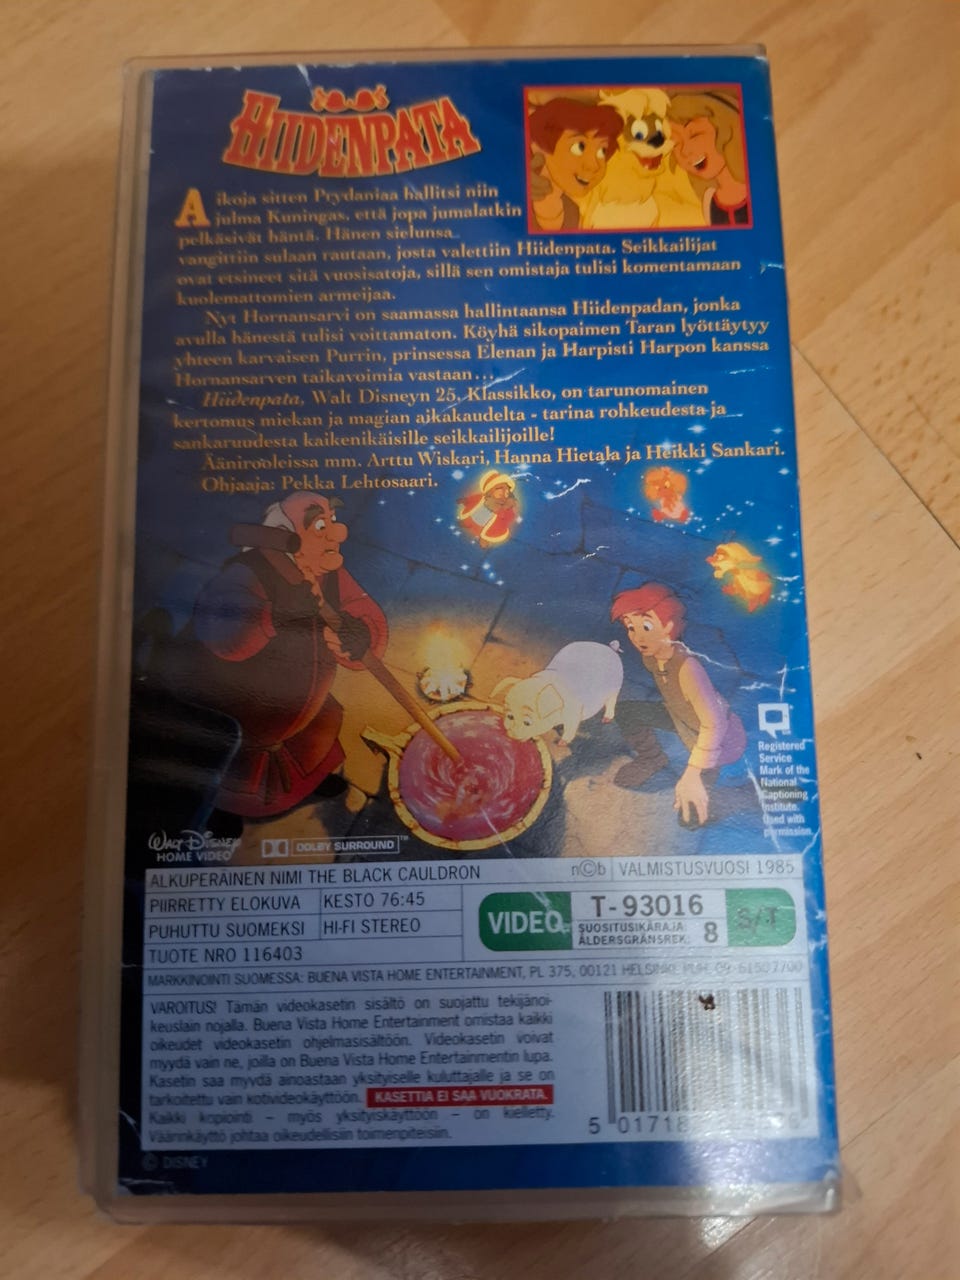 HIIDENPATA
Aikoja sitten Prydaniaa hallitsi niin
julma Kuningas, että jopa jumalatkin
pelkäsivät häntä. Hänen sielunsa
vangittiin sulaan rautaan, josta valettiin Hiidenpata. Seikkailijat
ovat etsineet sitä vuosisatoja, sillä sen omistaja tulisi komentamaan
kuolemattomien armeijaa.
Nyt Hornansarvi on saamassa hallintaansa Hiidenpadan, jonka
avulla hänestä tulisi voittamaton. Köyhä sikopaimen Taran lyöttäytyy
yhteen karvaisen Purrin, prinsessa Elenan ja Harpisti Harpon kanssa
Hornansarven taikavoimia vastaan...
Hiidenpata, Walt Disneyn 25. Klassikko, on tarunomainen
kertomus miekan ja magian aikakaudelta - tarina rohkeudesta ja
sankaruudesta kaikenikäisille seikkailijoille!
Äänirooleissa mm. Arttu Wiskari, Hanna Hietala ja Heikki Sankari.
Ohjaaja: Pekka Lehtosaari.
Registered
Service
Mark of the
National
Captioning
Institute.
Used with
permission.
WALT DISNEY
HOME VIDEO
DOLBY SURROUND™
ALKUPERÄINEN NIMI THE BLACK CAULDRON
n©b VALMISTUSVUOSI 1985
PIIRRETTY ELOKUVA KESTO 76:45
PUHUTTU SUOMEKSI HI-FI STEREO
TUOTE NRO 116403
VIDEO T-93016 S/T
SUOSITUSIKÄRAJA
ÅLDERSGRÄNSREK. 8
MARKKINOINTI SUOMESSA: BUENA VISTA HOME ENTERTAINMENT, PL 375, 00121 HELSINKI, PUH. 09-61507700
VAROITUS! Tämän videokasetin sisältö on suojattu tekijänoi-
keuslain nojalla. Buena Vista Home Entertainment omistaa kaikki
oikeudet videokasetin ohjelmasisältöön. Videokasetin voivat
myydä vain ne, joilla on Buena Vista Home Entertainmentin lupa.
Kasetin saa myydä ainoastaan yksityiselle kuluttajalle ja se on
tarkoitettu vain kotivideokäyttöön. KASETTIA EI SAA VUOKRATA.
Kaikki kopiointi – myös yksityiskäyttöön – on kielletty.
Väärinkäyttö johtaa oikeudellisiin toimenpiteisiin.
5 01718
© DISNEY